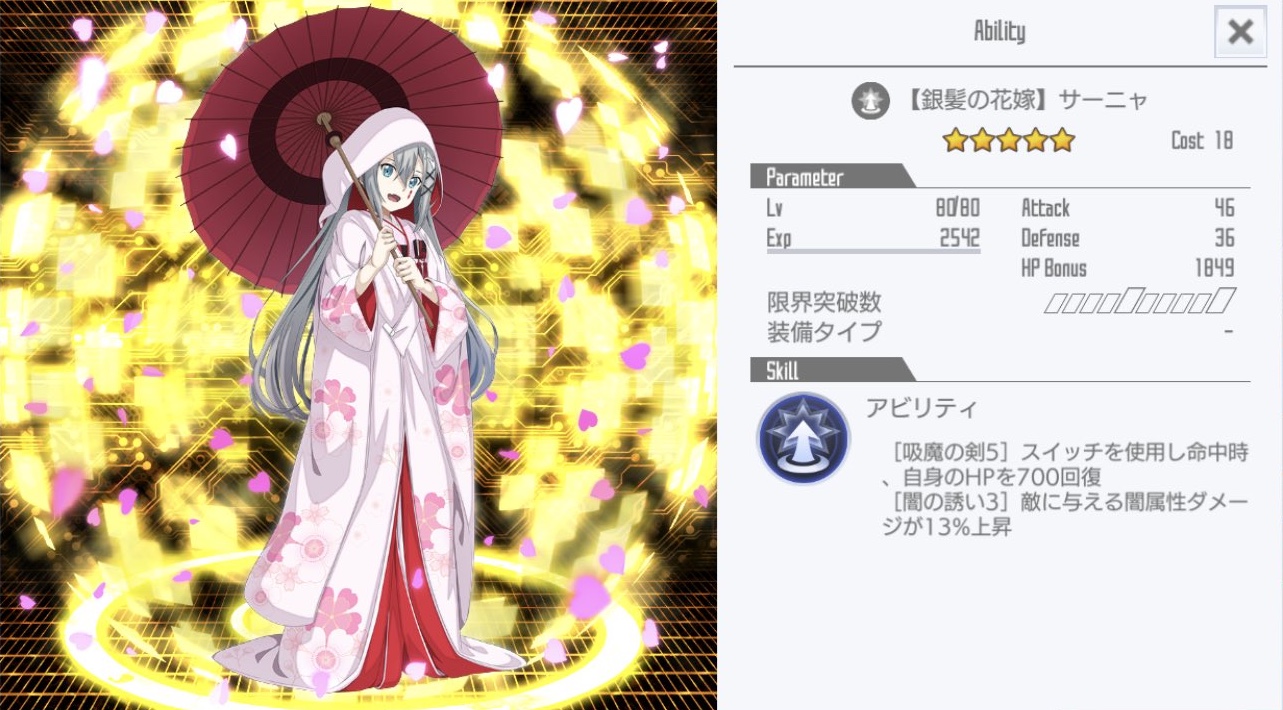 Ability
【銀髪の花嫁】サーニャ
Cost 18
Parameter
Lv 80/80
Exp 2542
Attack 46
Defense 36
HP Bonus 1849
限界突破数
装備タイプ -
Skill
アビリティ
［吸魔の剣5］スイッチを使用し命中時
、自身のHPを700回復
［闇の誘い3］敵に与える闇属性ダメー
ジが13%上昇